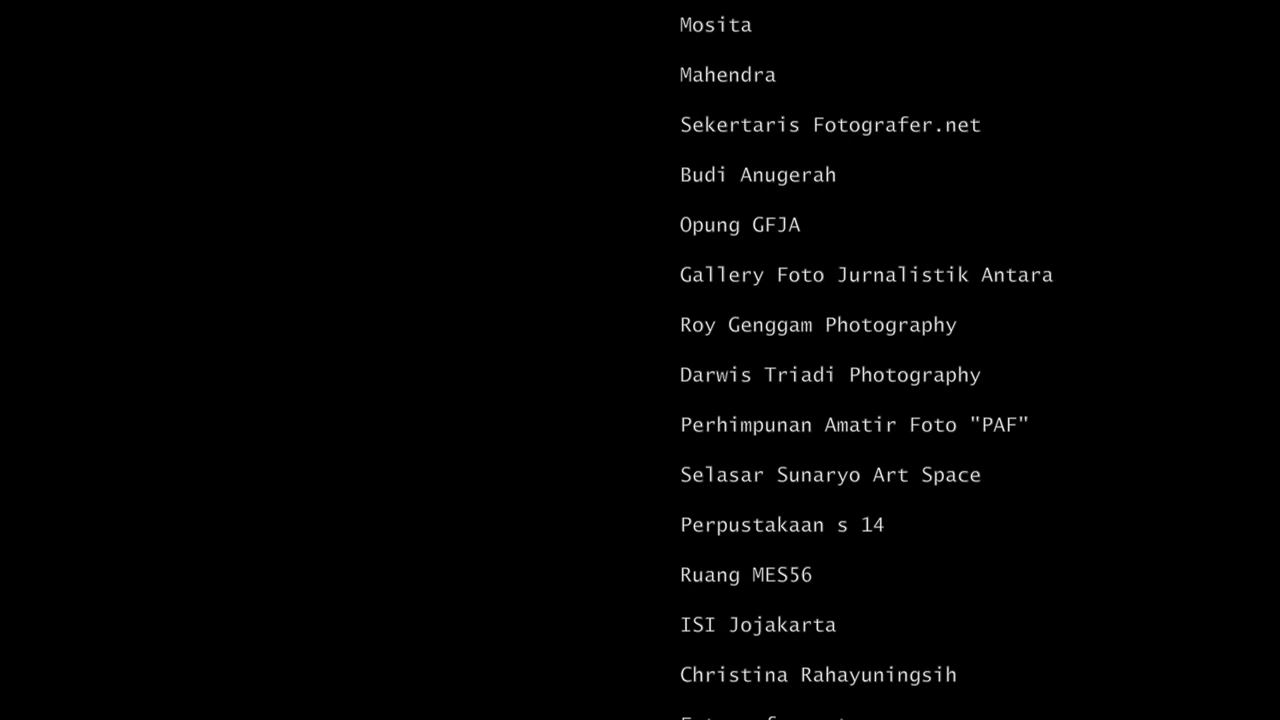 Mosita
Mahendra
Sekertaris Fotografer.net
Budi Anugerah
Opung GFJA
Gallery Foto Jurnalistik Antara
Roy Genggam Photography
Darwis Triadi Photography
Perhimpunan Amatir Foto "PAF"
Selasar Sunaryo Art Space
Perpustakaan s 14
Ruang MES56
ISI Jojakarta
Christina Rahayuningsih